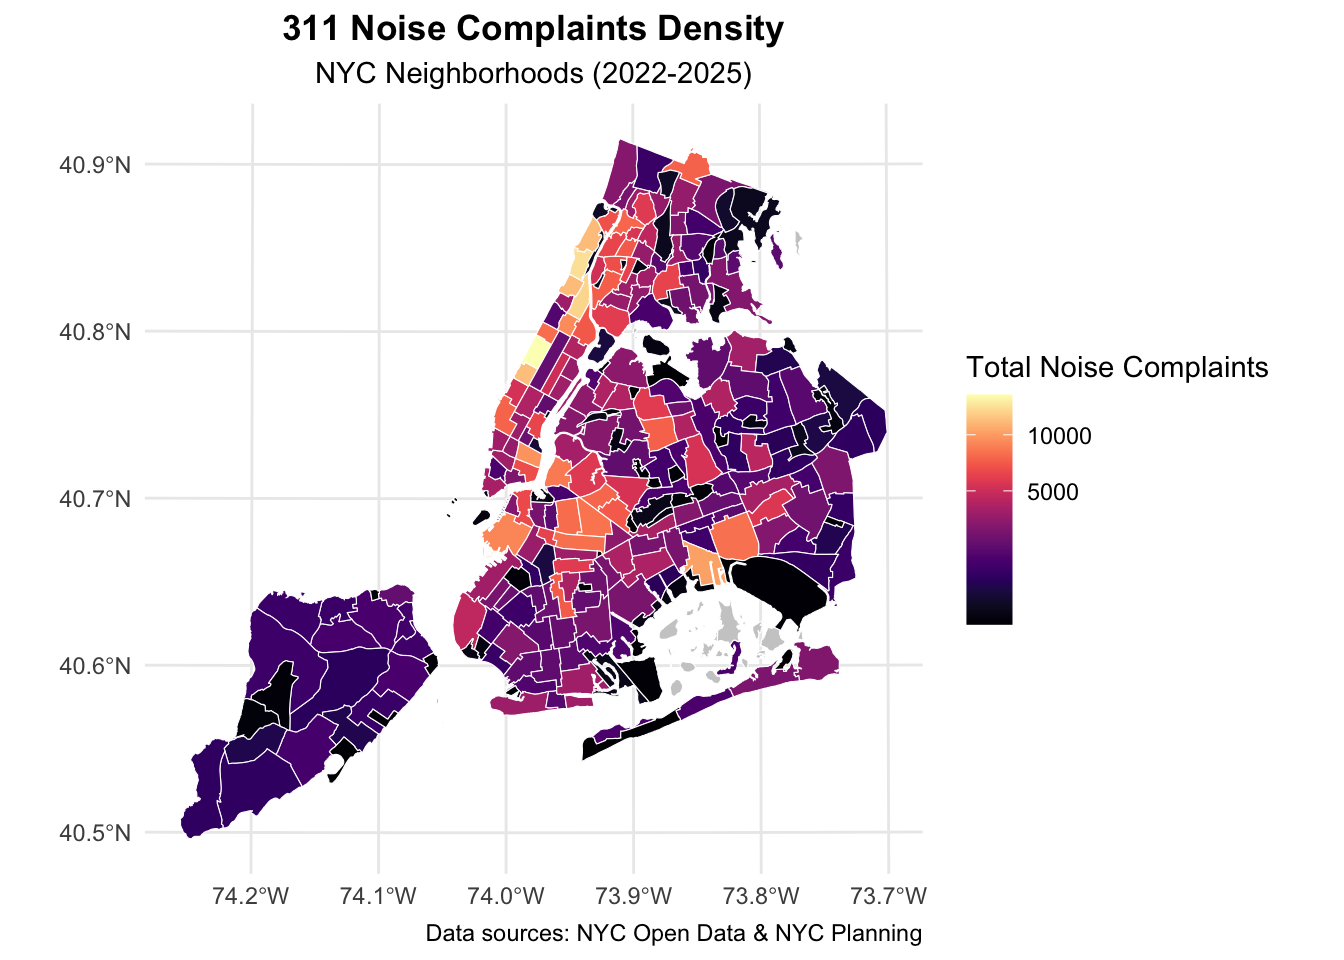 311 Noise Complaints Density
NYC Neighborhoods (2022-2025)
40.9°N
40.8°N
40.7°N
40.6°N
40.5°N
74.2°W 74.1°W 74.0°W 73.9°W 73.8°W 73.7°W
Total Noise Complaints
10000
5000
Data sources: NYC Open Data & NYC Planning